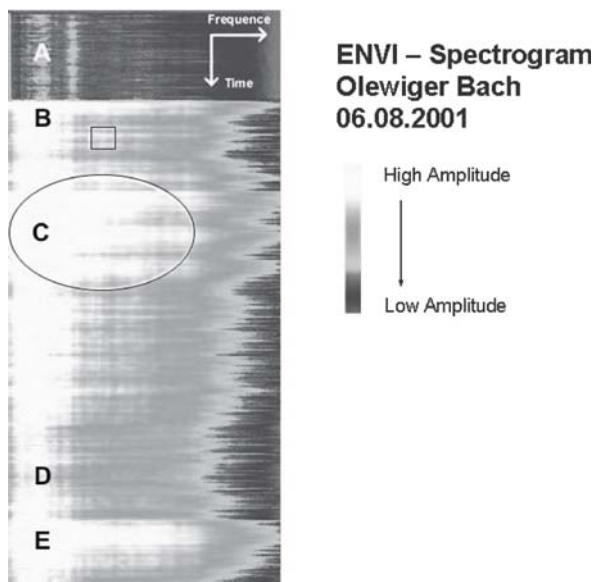 A
Frequence
Time
B
C
D
E
ENVI – Spectrogram
Olewiger Bach
06.08.2001
High Amplitude
Low Amplitude